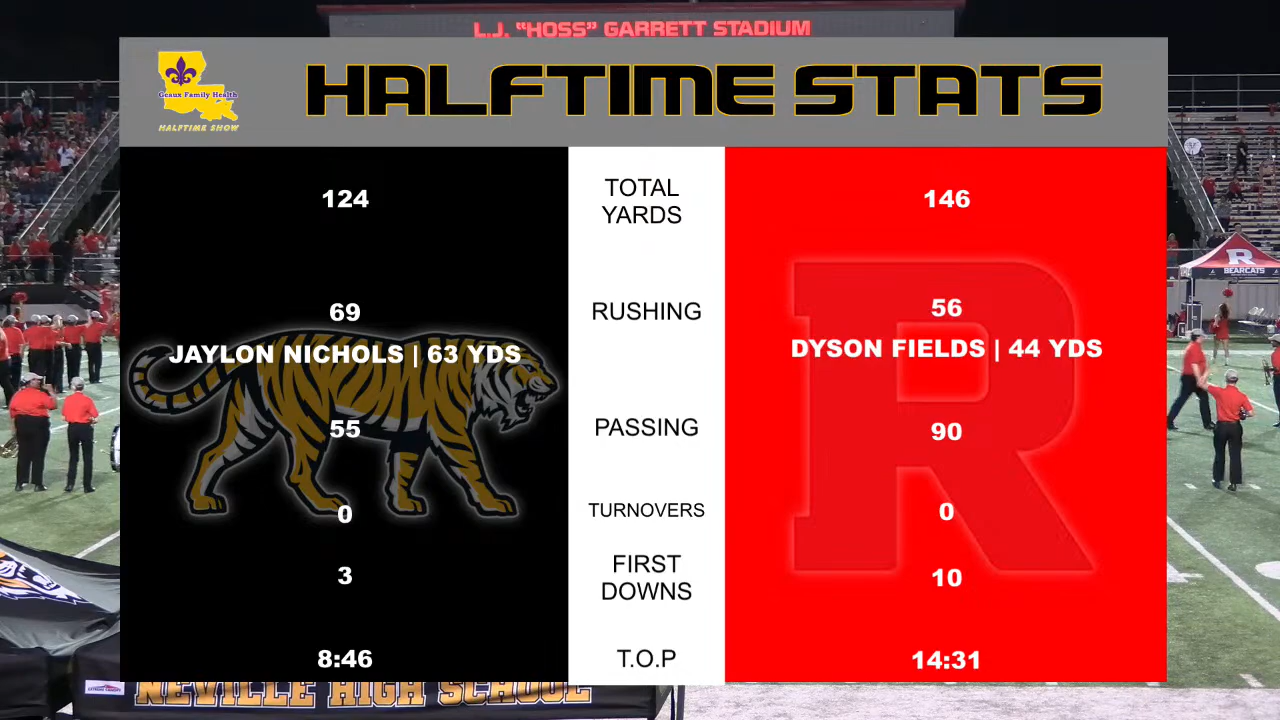 L.J. “HOSS” GARRETT STADIUM
Geaux Family Health
HALFTIME SHOW
HALFTIME STATS
124
TOTAL
YARDS
146
69
RUSHING
56
JAYLON NICHOLS | 63 YDS
DYSON FIELDS | 44 YDS
55
PASSING
90
0
TURNOVERS
0
3
FIRST
DOWNS
10
8:46
T.O.P
14:31
R
R
BEARCATS
NEVILLE HIGH SCHOOL